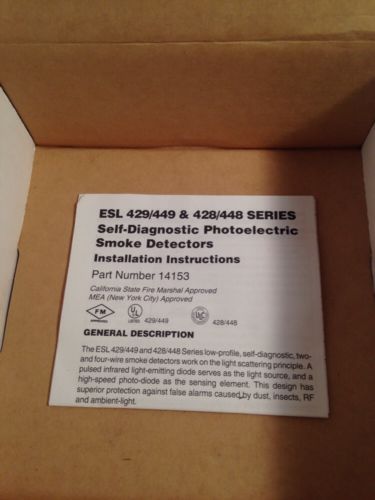 ESL 429/449 & 428/448 SERIES
Self-Diagnostic Photoelectric
Smoke Detectors
Installation Instructions
Part Number 14153
California State Fire Marshal Approved
MEA (New York City) Approved
FM
APPROVED
UL
LISTED
429/449
428/448
GENERAL DESCRIPTION
The ESL 429/449 and 428/448 Series low-profile, self-diagnostic, two-
and four-wire smoke detectors work on the light scattering principle. A
pulsed infrared light-emitting diode serves as the light source, and a
high-speed photo-diode as the sensing element. This design has
superior protection against false alarms caused by dust, insects, RF
and ambient-light.